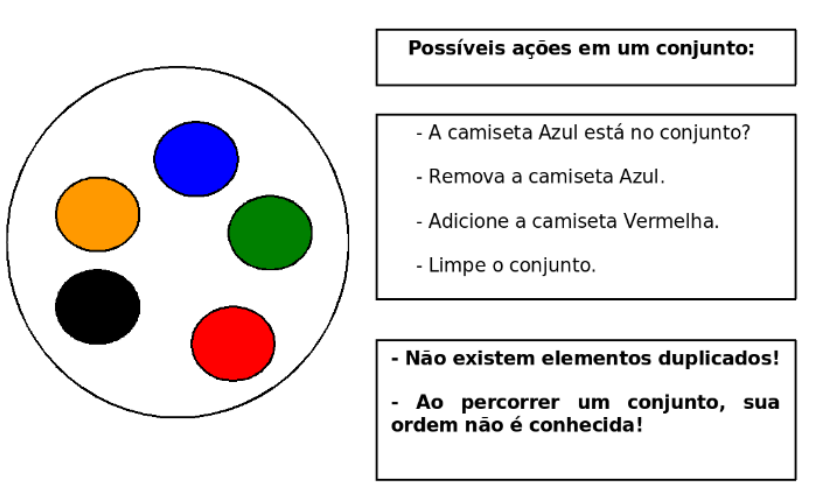 Possíveis ações em um conjunto:
- A camiseta Azul está no conjunto?
- Remova a camiseta Azul.
- Adicione a camiseta Vermelha.
- Limpe o conjunto.
- Não existem elementos duplicados!
- Ao percorrer um conjunto, sua
ordem não é conhecida!